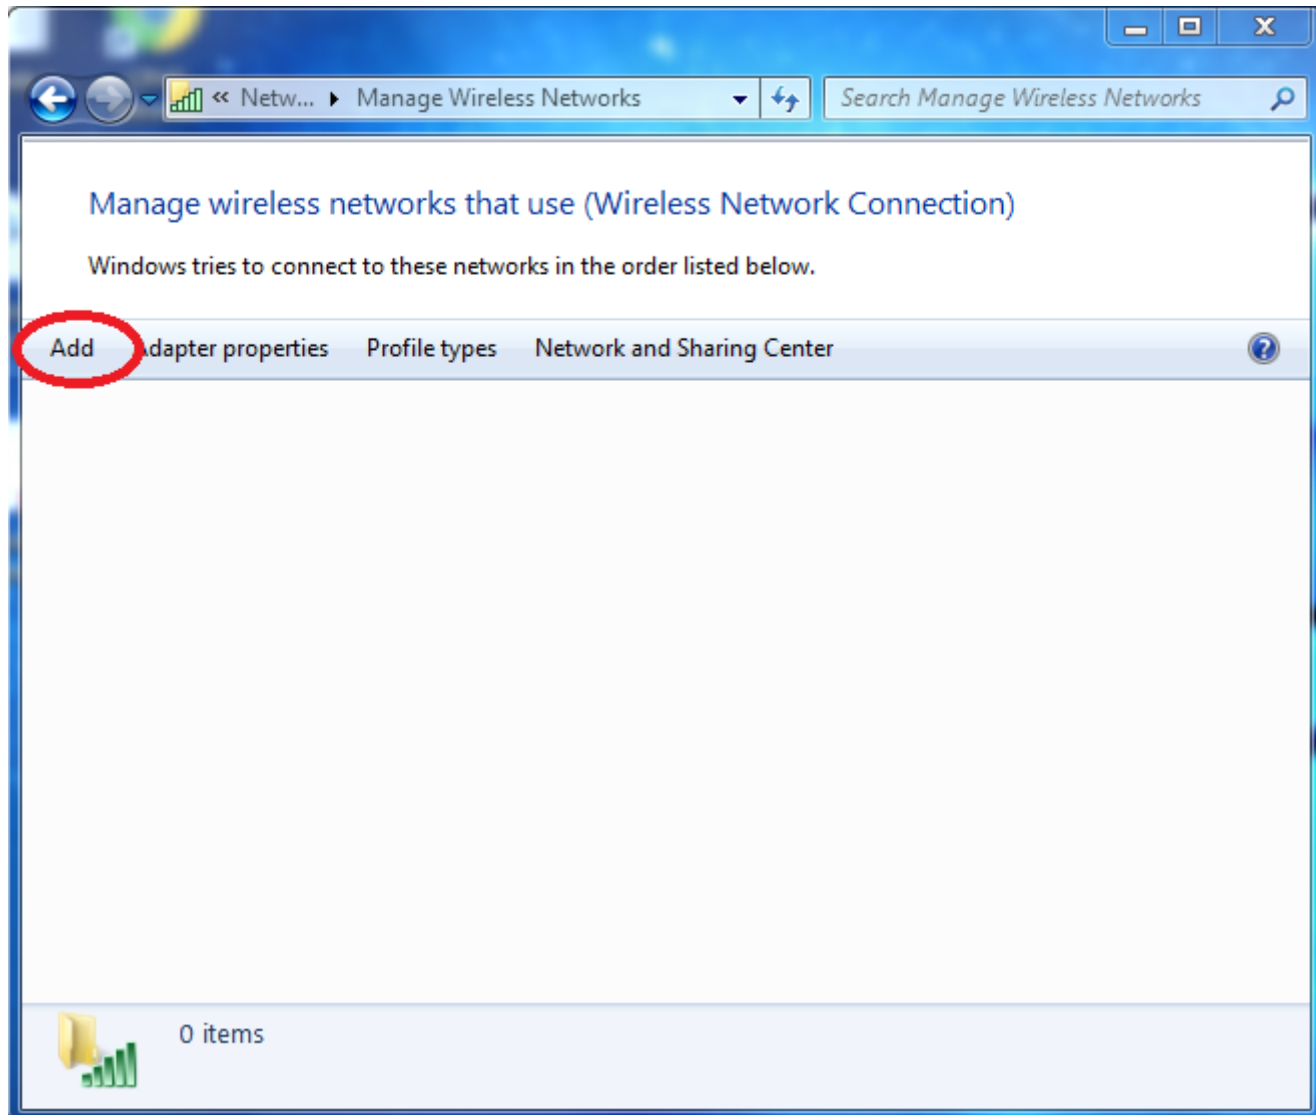 « Netw... ▸ Manage Wireless Networks Search Manage Wireless Networks
Manage wireless networks that use (Wireless Network Connection)
Windows tries to connect to these networks in the order listed below.
Add Adapter properties Profile types Network and Sharing Center
0 items